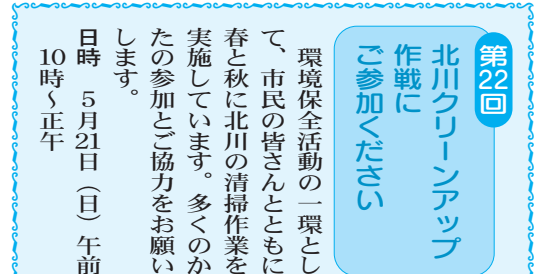 第22回
北川クリーンアップ
作戦に
ご参加ください
環境保全活動の一環とし
て、市民の皆さんとともに
春と秋に北川の清掃作業を
実施しています。多くのか
たの参加とご協力をお願い
します。
日時　5月21日（日）午前
10時～正午